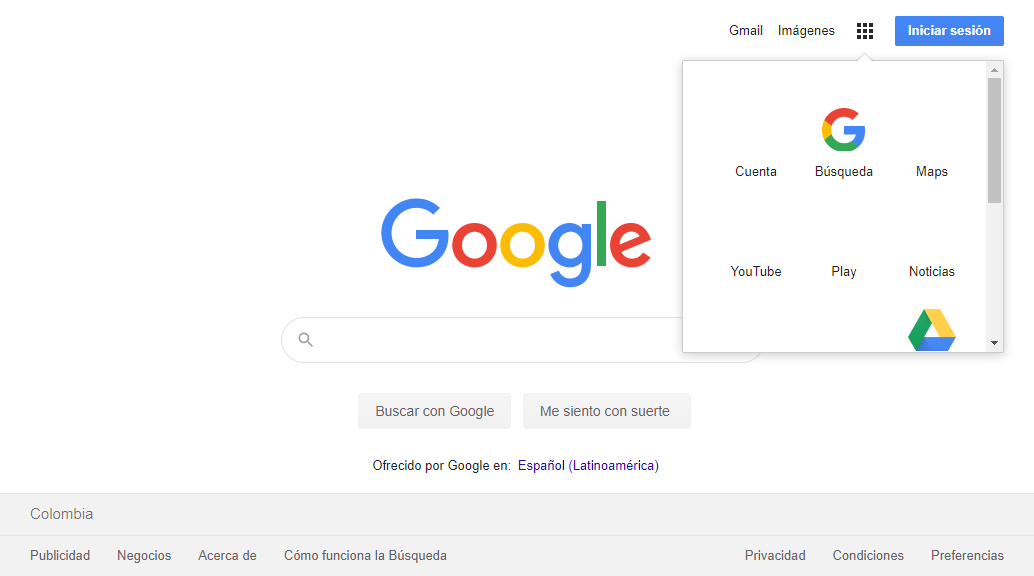 Gmail Imágenes Iniciar sesión
Cuenta Búsqueda Maps
YouTube Play Noticias
Google
Buscar con Google Me siento con suerte
Ofrecido por Google en: Español (Latinoamérica)
Colombia
Publicidad Negocios Acerca de Cómo funciona la Búsqueda Privacidad Condiciones Preferencias